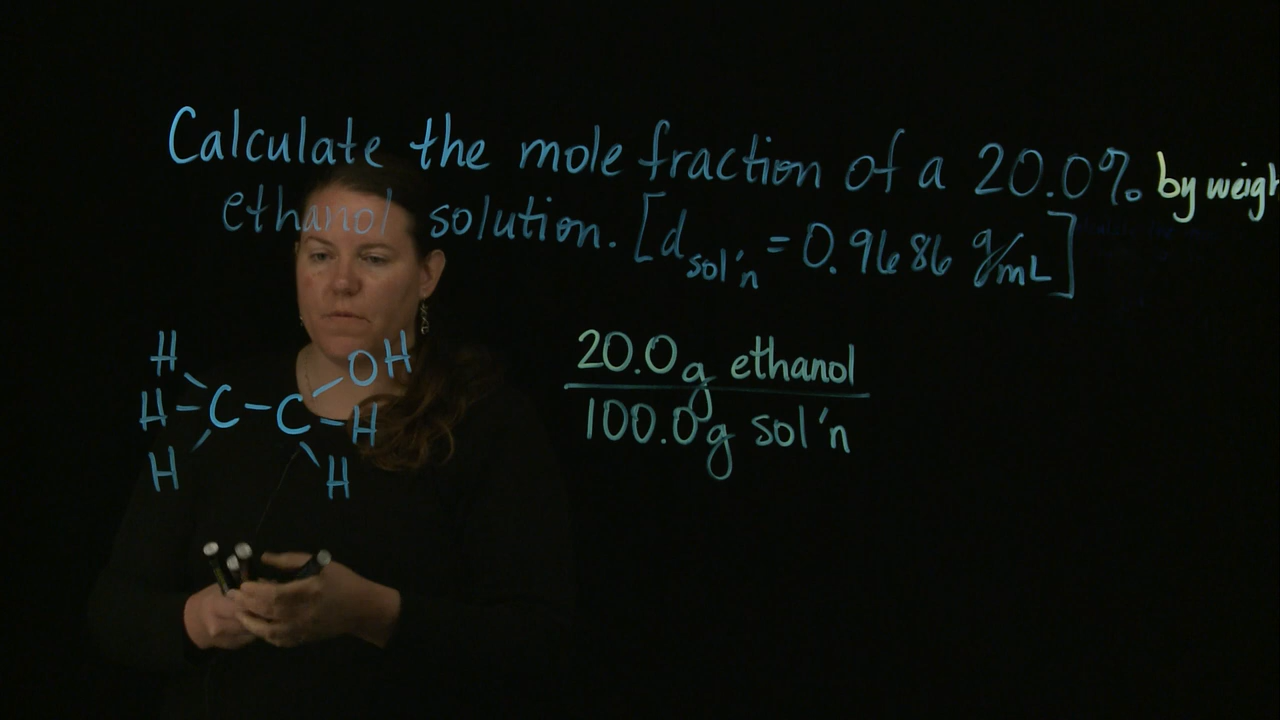 Calculate the mole fraction of a 20.0% by weigh
ethanol solution. [d sol'n = 0.9686 g/mL]
H
OH
H-C-C-H
H
H
20.0g ethanol
100.0g sol'n